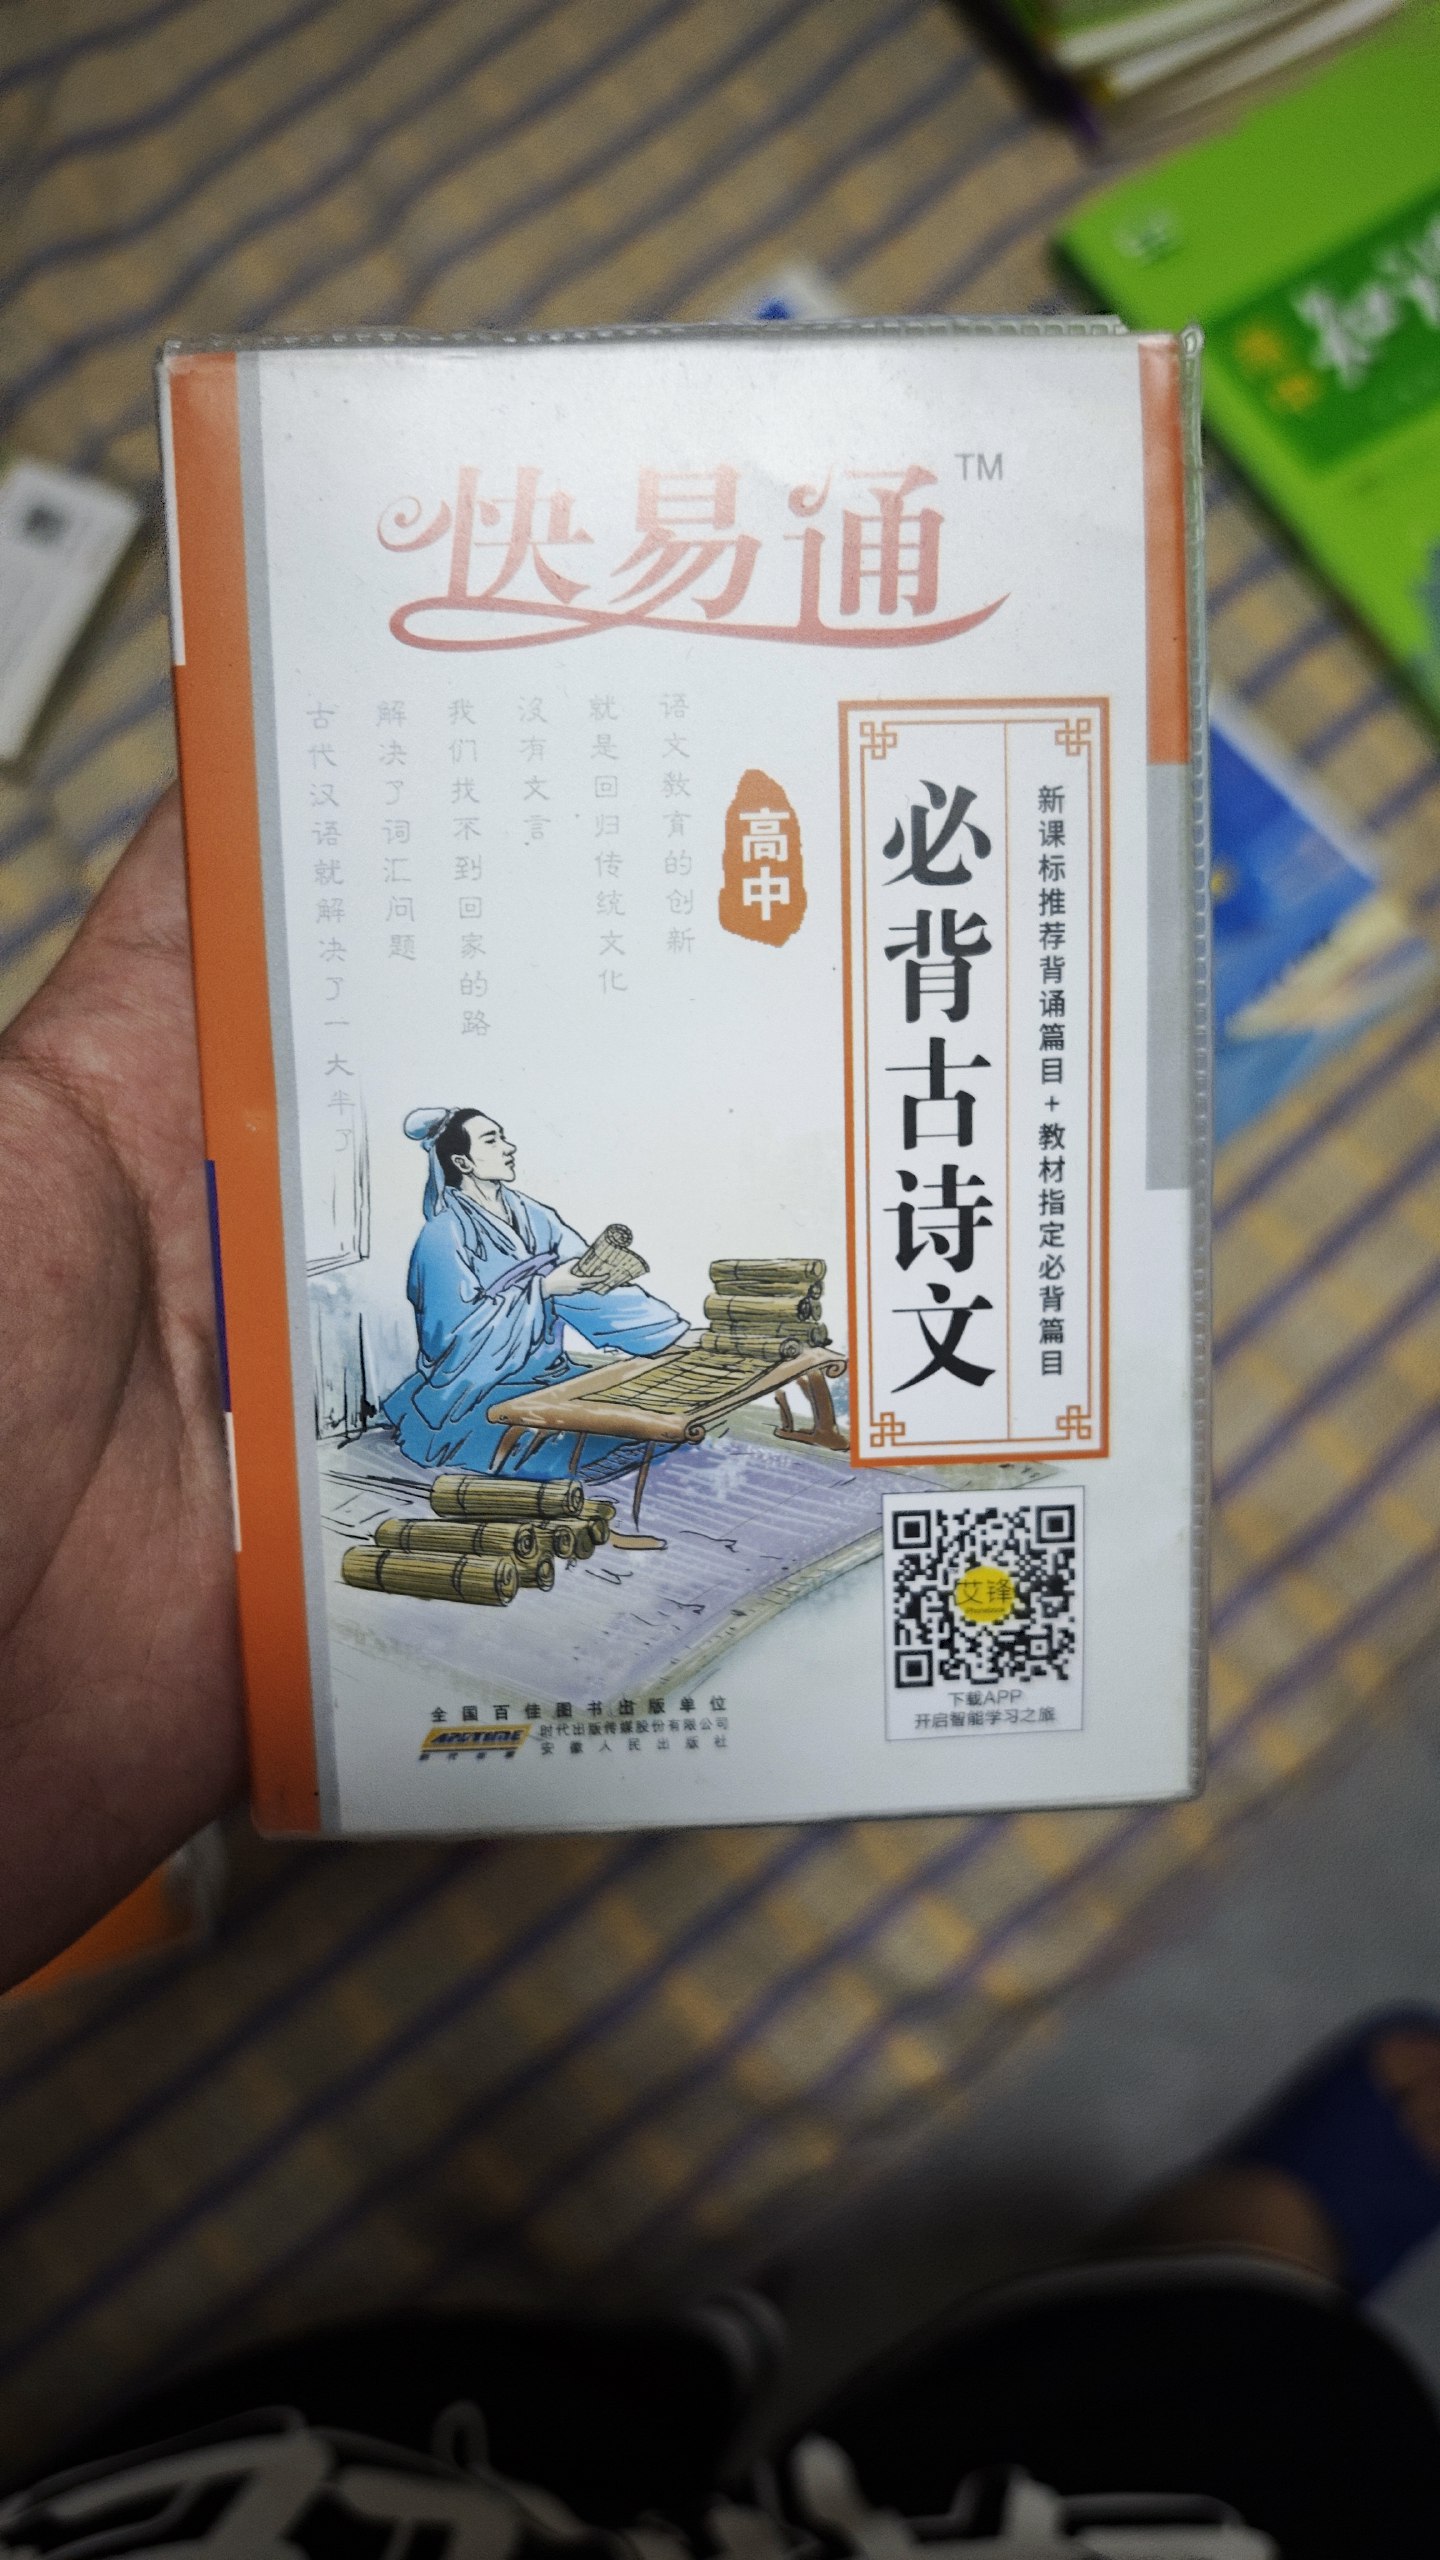 快易通™
新课标推荐背诵篇目+教材指定必背篇目
必背古诗文
高中
语文教育的创新
就是回归传统文化
没有文言
我们找不到回家的路
解决了词汇问题
古代汉语就解决了一大半了
艾锋
下载APP
开启智能学习之旅
全国百佳图书出版单位
时代出版传媒股份有限公司
安徽人民出版社